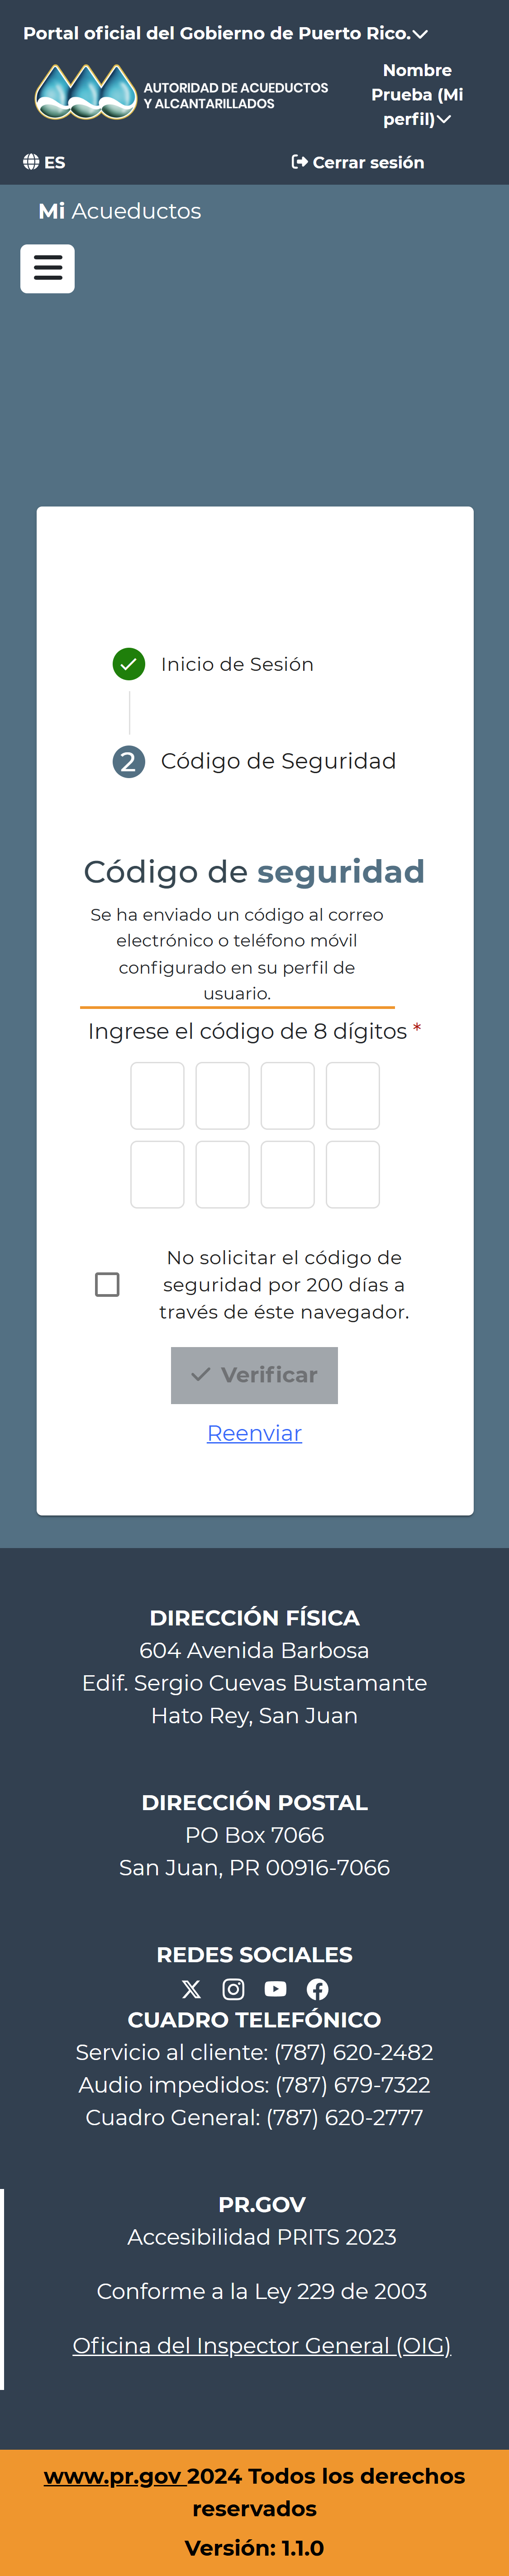 Portal oficial del Gobierno de Puerto Rico.
AUTORIDAD DE ACUEDUCTOS
Y ALCANTARILLADOS
Nombre
Prueba (Mi
perfil)
ES
Cerrar sesión
Mi Acueductos
Inicio de Sesión
2 Código de Seguridad
Código de seguridad
Se ha enviado un código al correo
electrónico o teléfono móvil
configurado en su perfil de
usuario.
Ingrese el código de 8 dígitos *
No solicitar el código de
seguridad por 200 días a
través de éste navegador.
Verificar
Reenviar
DIRECCIÓN FÍSICA
604 Avenida Barbosa
Edif. Sergio Cuevas Bustamante
Hato Rey, San Juan
DIRECCIÓN POSTAL
PO Box 7066
San Juan, PR 00916-7066
REDES SOCIALES
CUADRO TELEFÓNICO
Servicio al cliente: (787) 620-2482
Audio impedidos: (787) 679-7322
Cuadro General: (787) 620-2777
PR.GOV
Accesibilidad PRITS 2023
Conforme a la Ley 229 de 2003
Oficina del Inspector General (OIG)
www.pr.gov 2024 Todos los derechos
reservados
Versión: 1.1.0